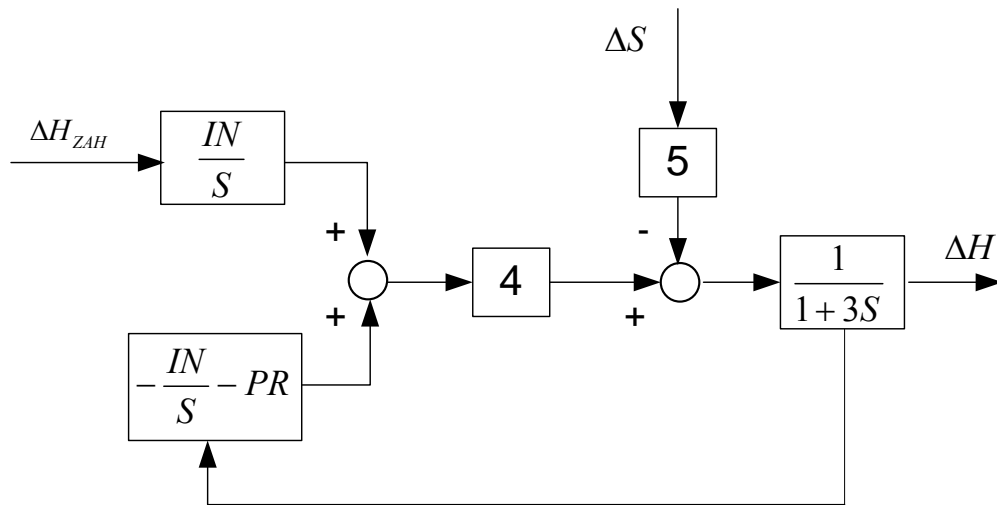 ΔS
ΔH_ZAH
IN/S
5
+
-
4
1/(1+3S)
ΔH
+
+
-IN/S - PR